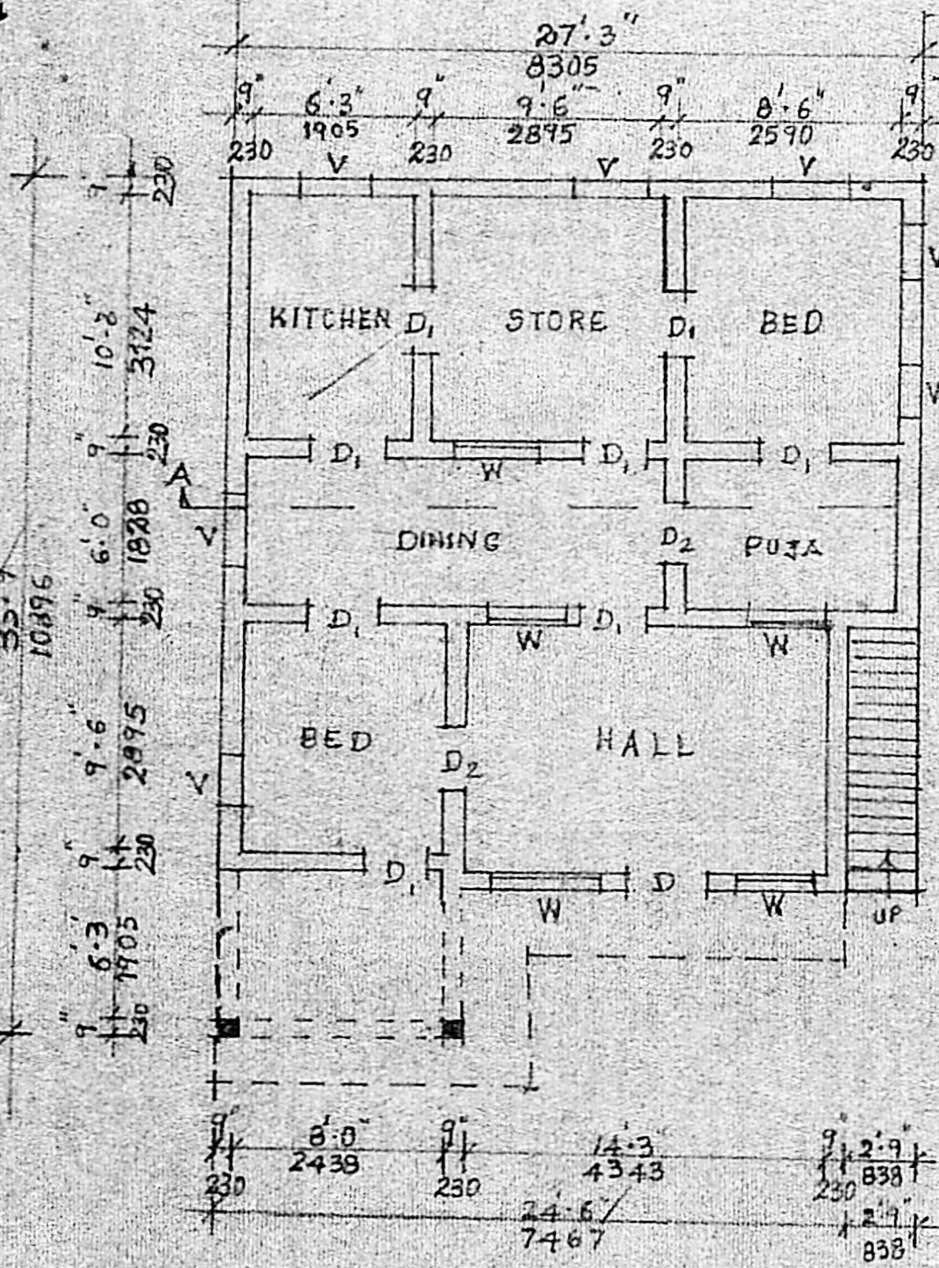 27'·3"
8305
9" 6'·3" 9" 9'·6" 9" 8'·6" 9"
1905 2895 2590
230 230 230 230
V V V
9" 230
10'·3" 3124
9" 230
6'·0" 1828
9" 230
9'·6" 2895
9" 230
6'·3" 1905
9" 230
10896
KITCHEN D1 STORE D1 BED
V
V
D1 W D1 D1
A
V
DINING D2 PUJA
D1 W D1 W
BED HALL
D2
V
D1 W D W
UP
9" 8'·0" 9" 14'·3" 9" 2'·9"
2438 4343 838
230 230 230
24'·6" 2'·9"
7467 838